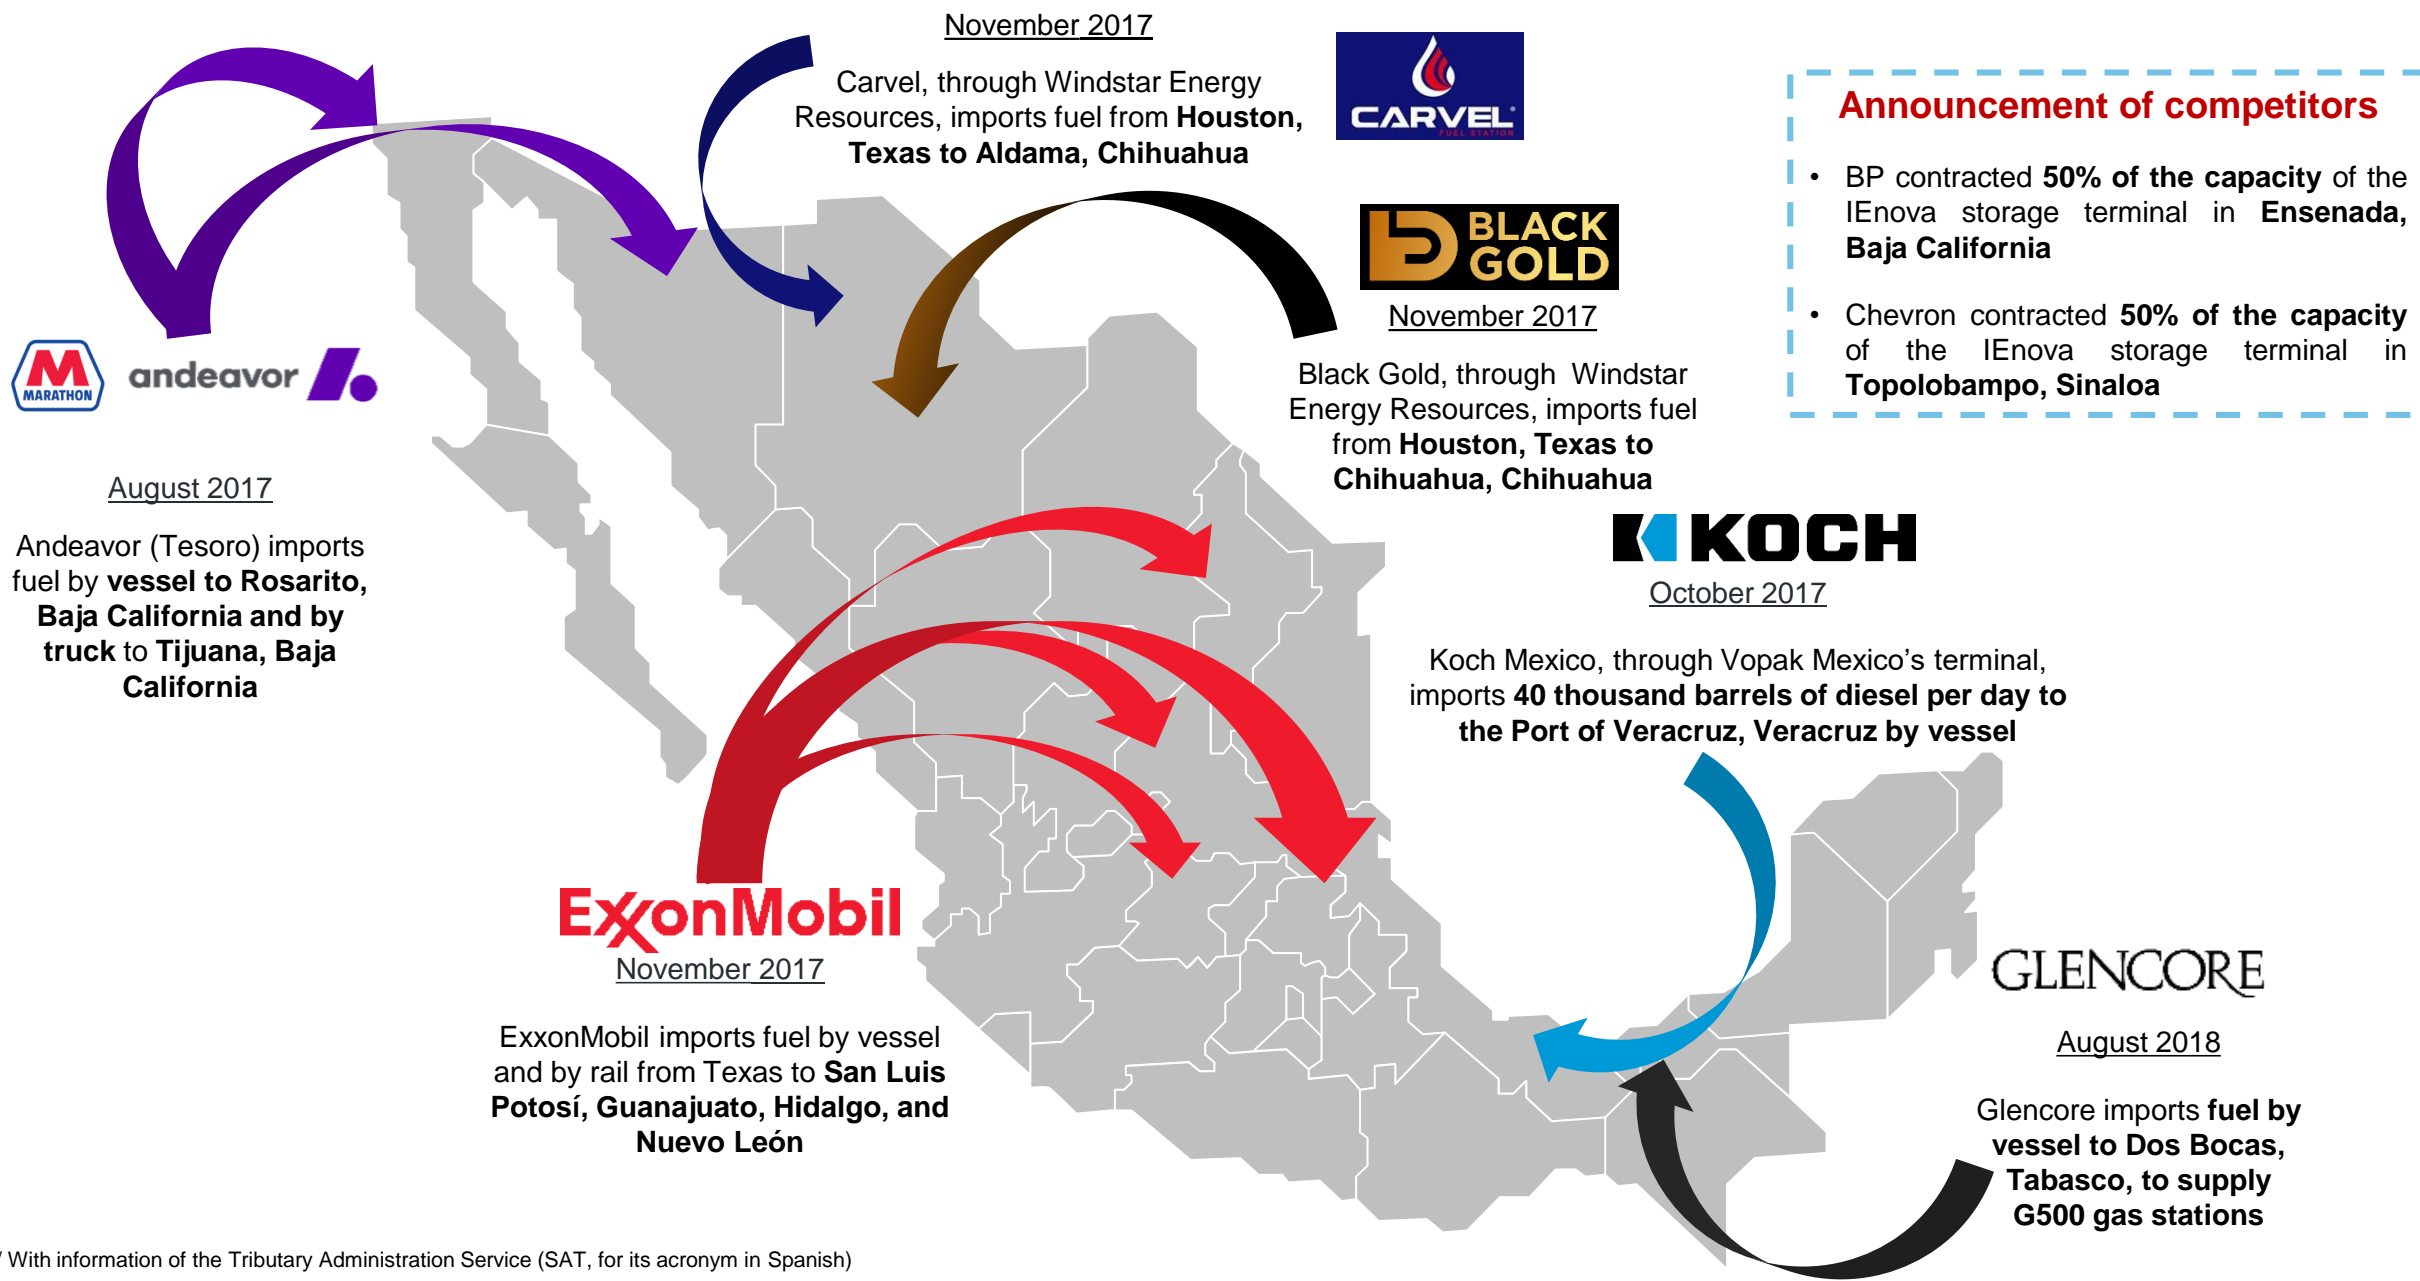 November 2017
Carvel, through Windstar Energy
Resources, imports fuel from Houston,
Texas to Aldama, Chihuahua
CARVEL
FUEL STATION
Announcement of competitors
• BP contracted 50% of the capacity of the
IEnova storage terminal in Ensenada,
Baja California
• Chevron contracted 50% of the capacity
of the IEnova storage terminal in
Topolobampo, Sinaloa
BLACK
GOLD
November 2017
Black Gold, through Windstar
Energy Resources, imports fuel
from Houston, Texas to
Chihuahua, Chihuahua
M
MARATHON
andeavor
August 2017
Andeavor (Tesoro) imports
fuel by vessel to Rosarito,
Baja California and by
truck to Tijuana, Baja
California
KOCH
October 2017
Koch Mexico, through Vopak Mexico’s terminal,
imports 40 thousand barrels of diesel per day to
the Port of Veracruz, Veracruz by vessel
ExxonMobil
November 2017
ExxonMobil imports fuel by vessel
and by rail from Texas to San Luis
Potosí, Guanajuato, Hidalgo, and
Nuevo León
GLENCORE
August 2018
Glencore imports fuel by
vessel to Dos Bocas,
Tabasco, to supply
G500 gas stations
/ With information of the Tributary Administration Service (SAT, for its acronym in Spanish)